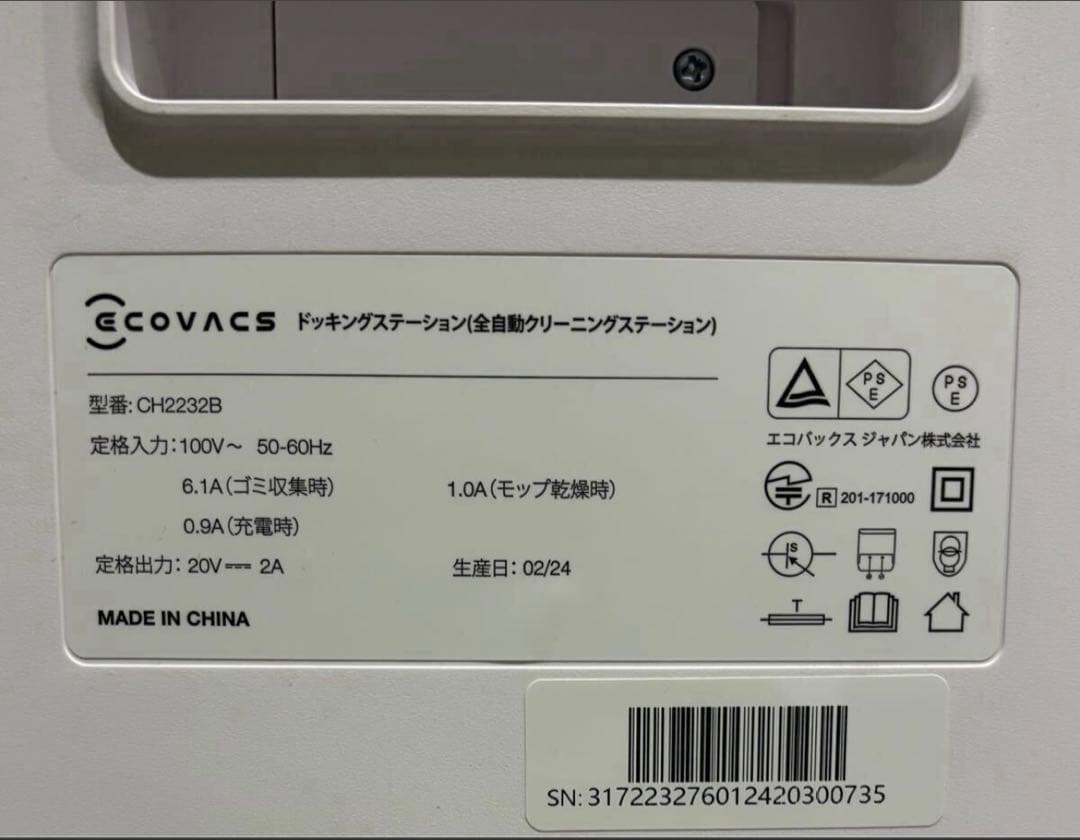 ECOVACS ドッキングステーション(全自動クリーニングステーション)
型番: CH2232B
定格入力：100V～ 50-60Hz
6.1A（ゴミ収集時） 1.0A（モップ乾燥時）
0.9A（充電時）
定格出力：20V⎓ 2A 生産日：02/24
MADE IN CHINA
PS
E
PS
E
エコバックス ジャパン株式会社
R 201-171000
S
T
SN: 317223276012420300735